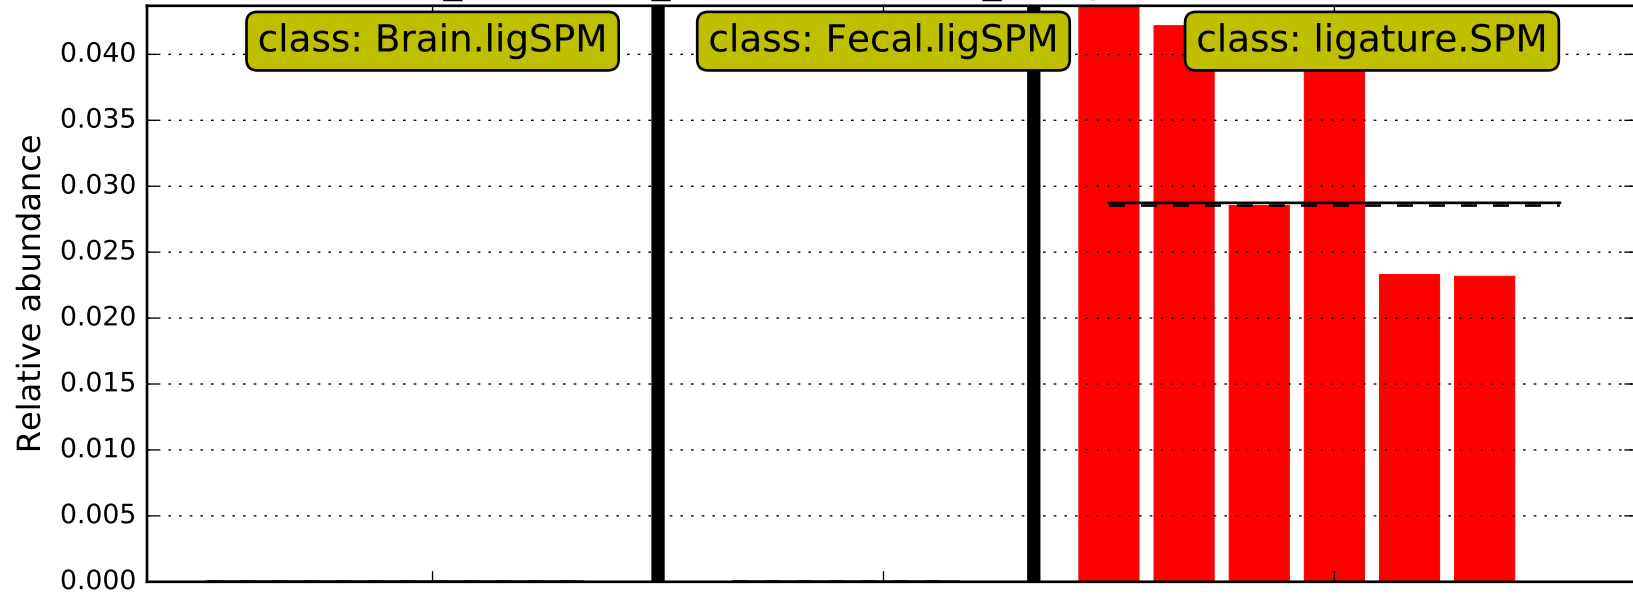 class: Brain.ligSPM
class: Fecal.ligSPM
class: ligature.SPM
Relative abundance
0.040
0.035
0.030
0.025
0.020
0.015
0.010
0.005
0.000